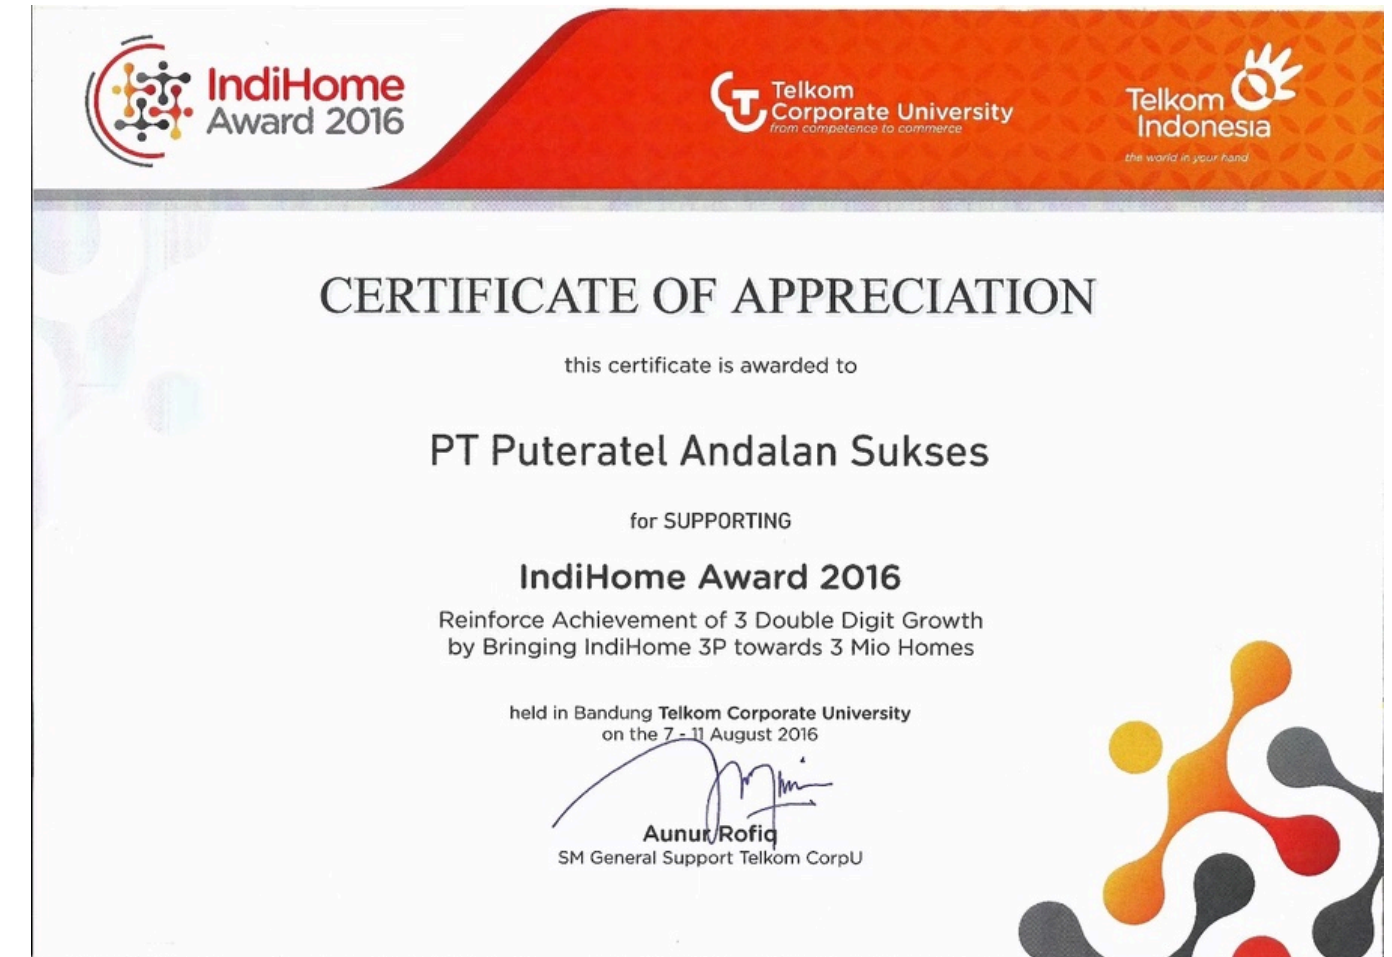 IndiHome
Award 2016
Telkom
Corporate University
from competence to commerce
Telkom
Indonesia
the world in your hand
CERTIFICATE OF APPRECIATION
this certificate is awarded to
PT Puteratel Andalan Sukses
for SUPPORTING
IndiHome Award 2016
Reinforce Achievement of 3 Double Digit Growth
by Bringing IndiHome 3P towards 3 Mio Homes
held in Bandung Telkom Corporate University
on the 7 - 11 August 2016
Aunur Rofiq
SM General Support Telkom CorpU